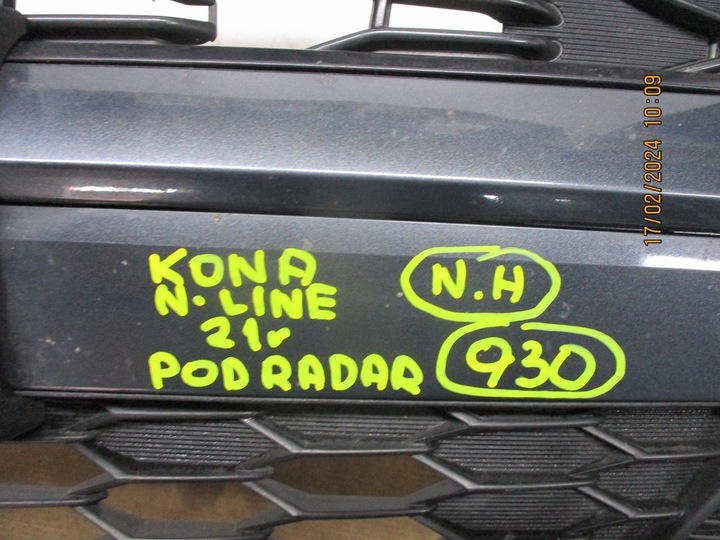 KONA
N-LINE
21r
POD RADAR
N.H
930
17/02/2024 10:09